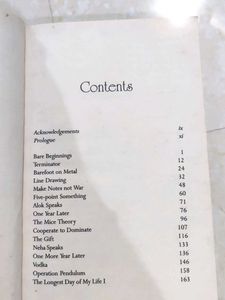 Contents
Acknowledgements ix
Prologue xi
Bare Beginnings 1
Terminator 12
Barefoot on Metal 24
Line Drawing 32
Make Notes not War 48
Five-point Something 60
Alok Speaks 71
One Year Later 76
The Mice Theory 96
Cooperate to Dominate 107
The Gift 116
Neha Speaks 133
One More Year Later 136
Vodka 146
Operation Pendulum 158
The Longest Day of My Life I 163